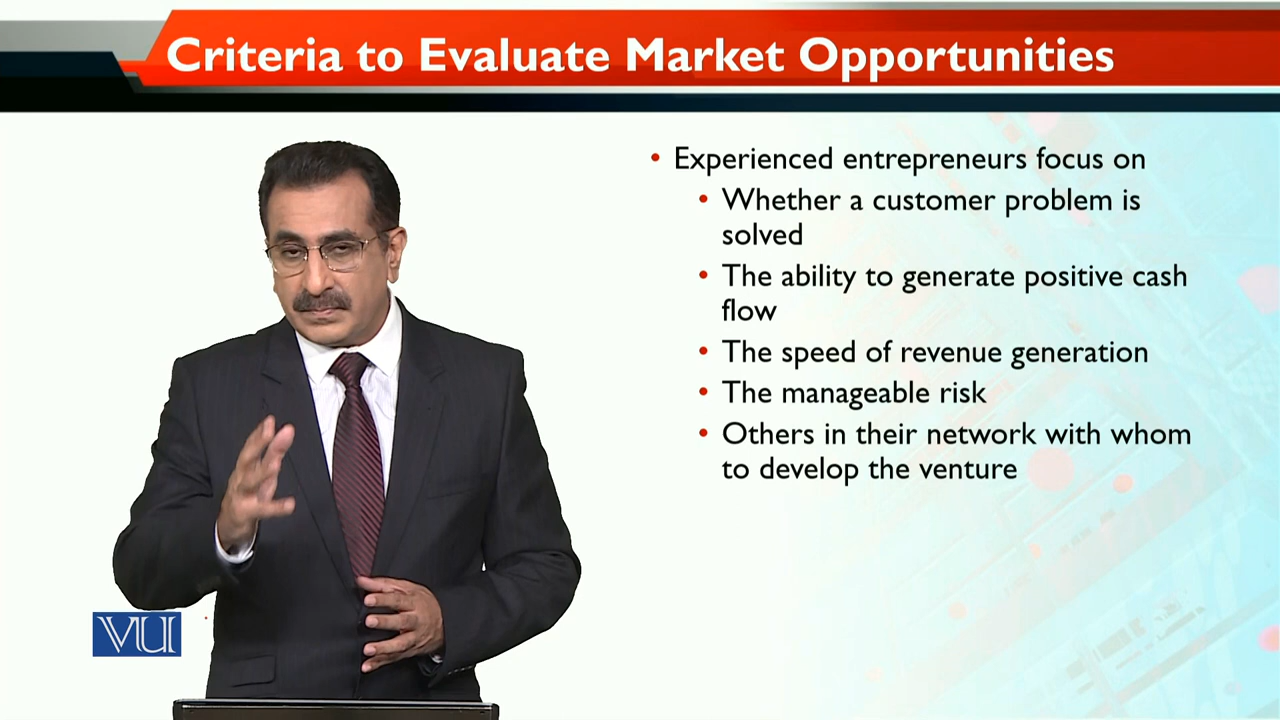 Criteria to Evaluate Market Opportunities
• Experienced entrepreneurs focus on
• Whether a customer problem is
solved
• The ability to generate positive cash
flow
• The speed of revenue generation
• The manageable risk
• Others in their network with whom
to develop the venture
VU